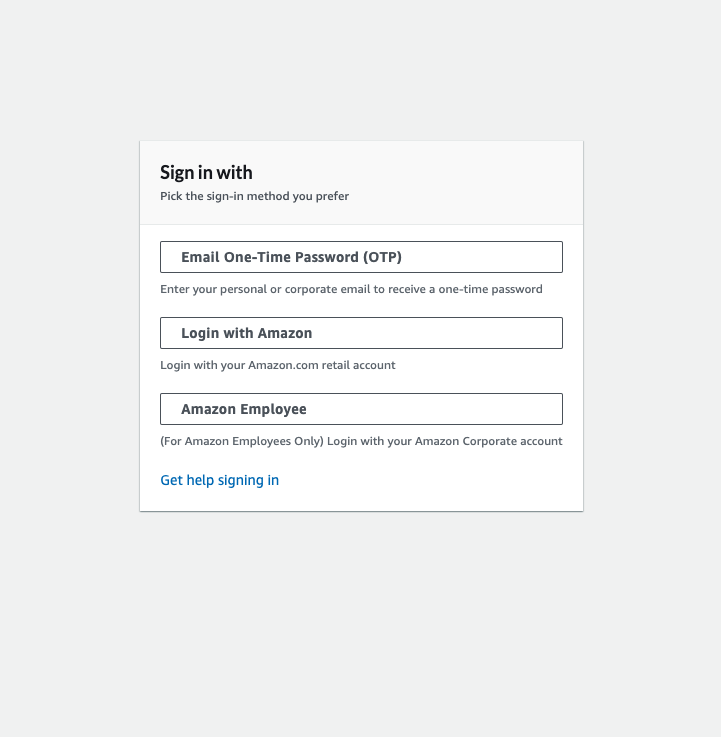 Sign in with
Pick the sign-in method you prefer
Email One-Time Password (OTP)
Enter your personal or corporate email to receive a one-time password
Login with Amazon
Login with your Amazon.com retail account
Amazon Employee
(For Amazon Employees Only) Login with your Amazon Corporate account
Get help signing in